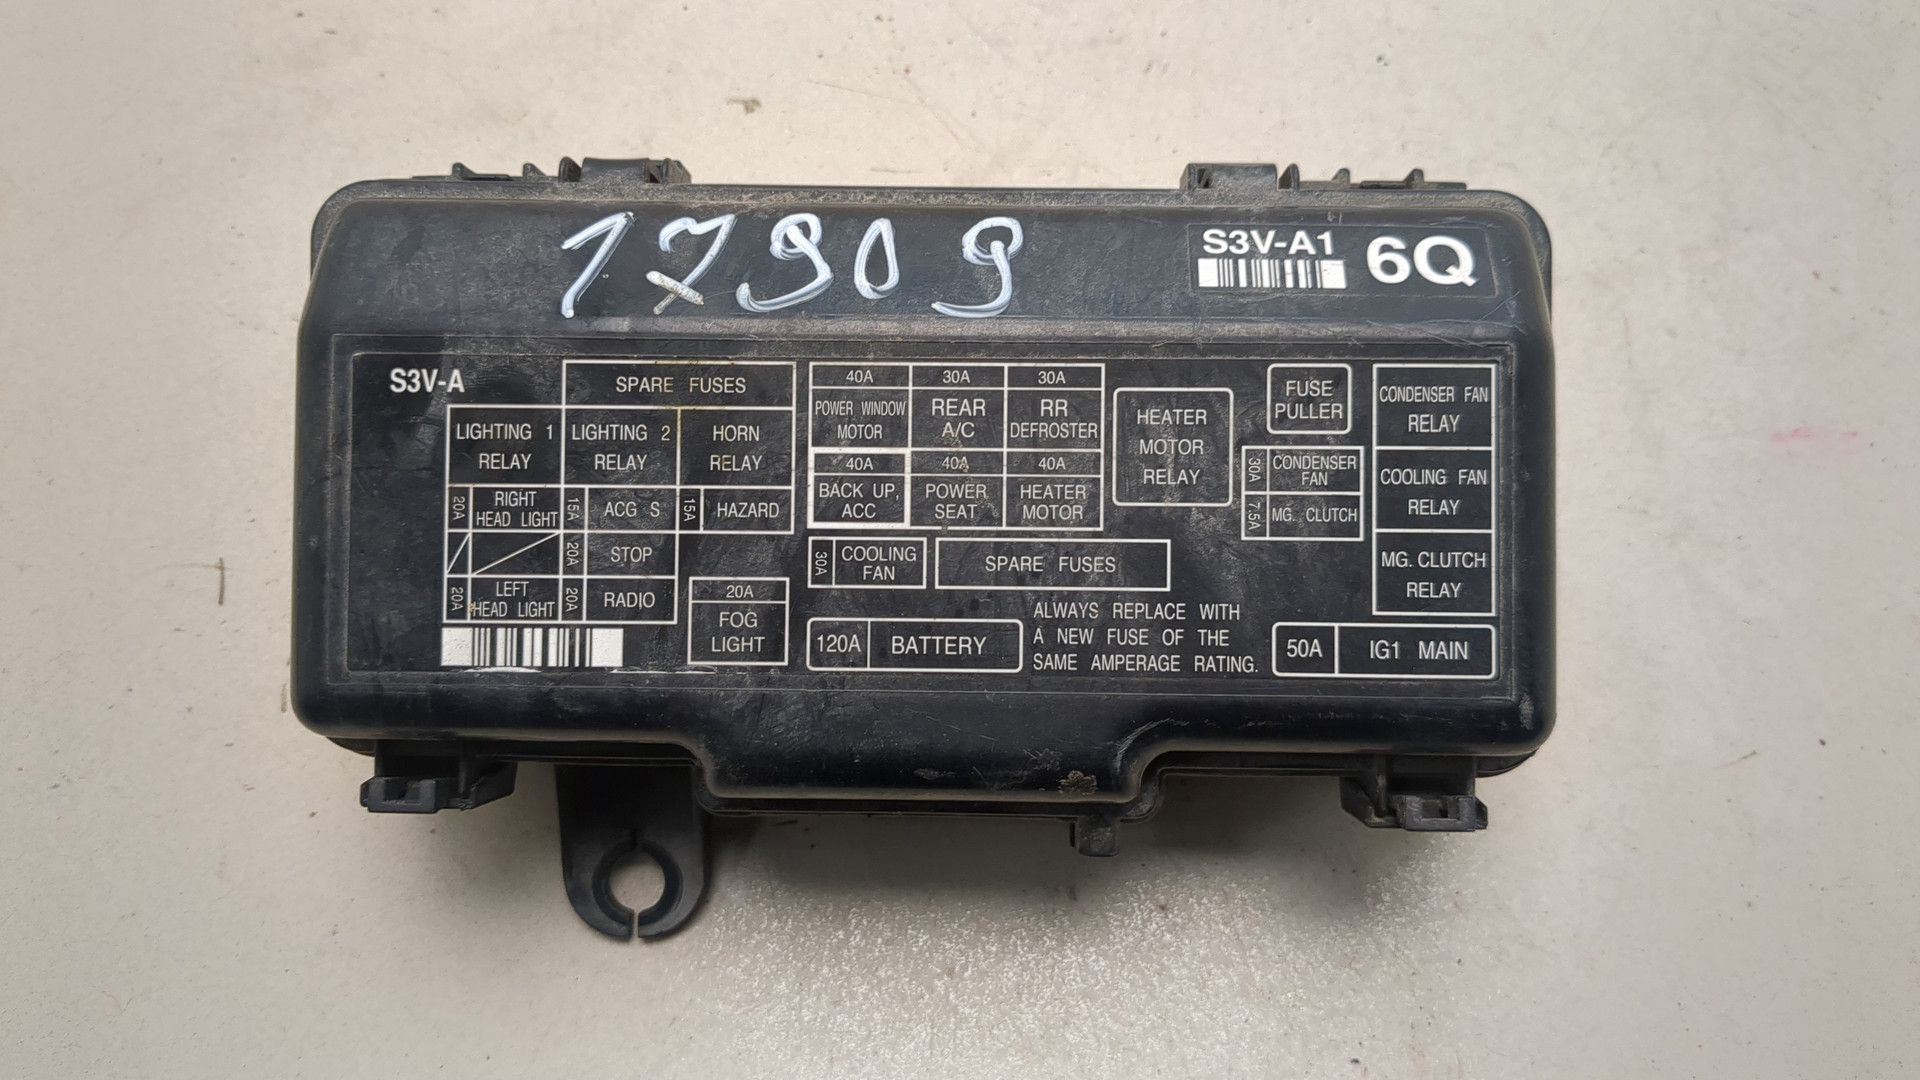 17909
S3V-A1 6Q
S3V-A
SPARE FUSES
LIGHTING 1 RELAY
LIGHTING 2 RELAY
HORN RELAY
20A RIGHT HEAD LIGHT
15A ACG S
15A HAZARD
20A STOP
20A LEFT HEAD LIGHT
20A RADIO
20A
FOG LIGHT
40A
POWER WINDOW MOTOR
30A
REAR A/C
30A
RR DEFROSTER
40A
BACK UP, ACC
40A
POWER SEAT
40A
HEATER MOTOR
30A COOLING FAN
SPARE FUSES
120A BATTERY
ALWAYS REPLACE WITH
A NEW FUSE OF THE
SAME AMPERAGE RATING.
HEATER MOTOR RELAY
FUSE PULLER
30A CONDENSER FAN
7.5A MG. CLUTCH
CONDENSER FAN RELAY
COOLING FAN RELAY
MG. CLUTCH RELAY
50A IG1 MAIN